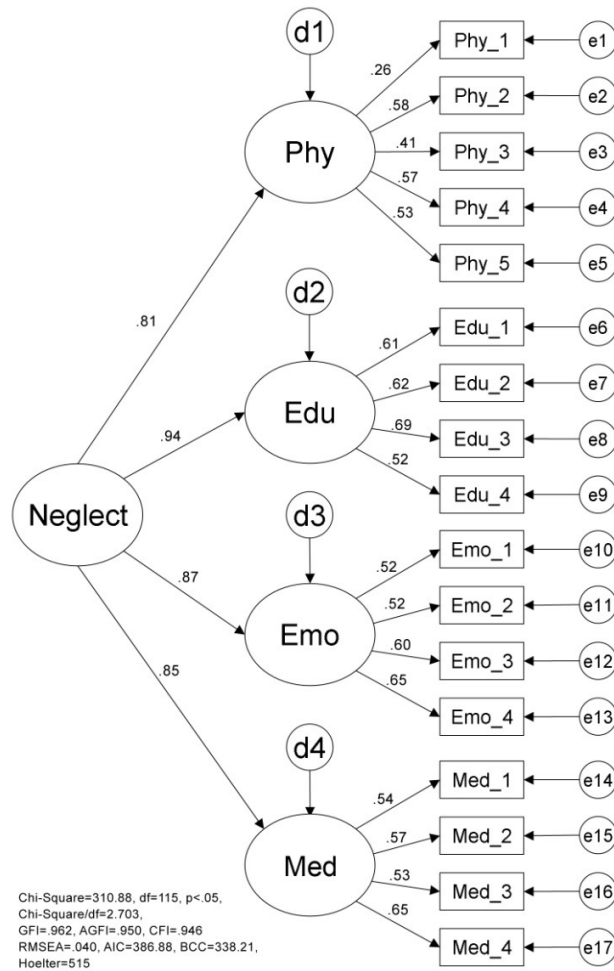 d1
Phy_1
e1
.26
Phy_2
e2
.58
Phy
.41
Phy_3
e3
.57
Phy_4
e4
.53
Phy_5
e5
.81
d2
Edu_1
e6
.61
Edu_2
e7
.62
Edu
.69
Edu_3
e8
.94
.52
Edu_4
e9
Neglect
d3
Emo_1
e10
.52
.87
.52
Emo_2
e11
Emo
.60
Emo_3
e12
.65
Emo_4
e13
.85
d4
Med_1
e14
.54
.57
Med_2
e15
Med
.53
Med_3
e16
.65
Med_4
e17
Chi-Square=310.88, df=115, p<.05,
Chi-Square/df=2.703,
GFI=.962, AGFI=.950, CFI=.946
RMSEA=.040, AIC=386.88, BCC=338.21,
Hoelter=515